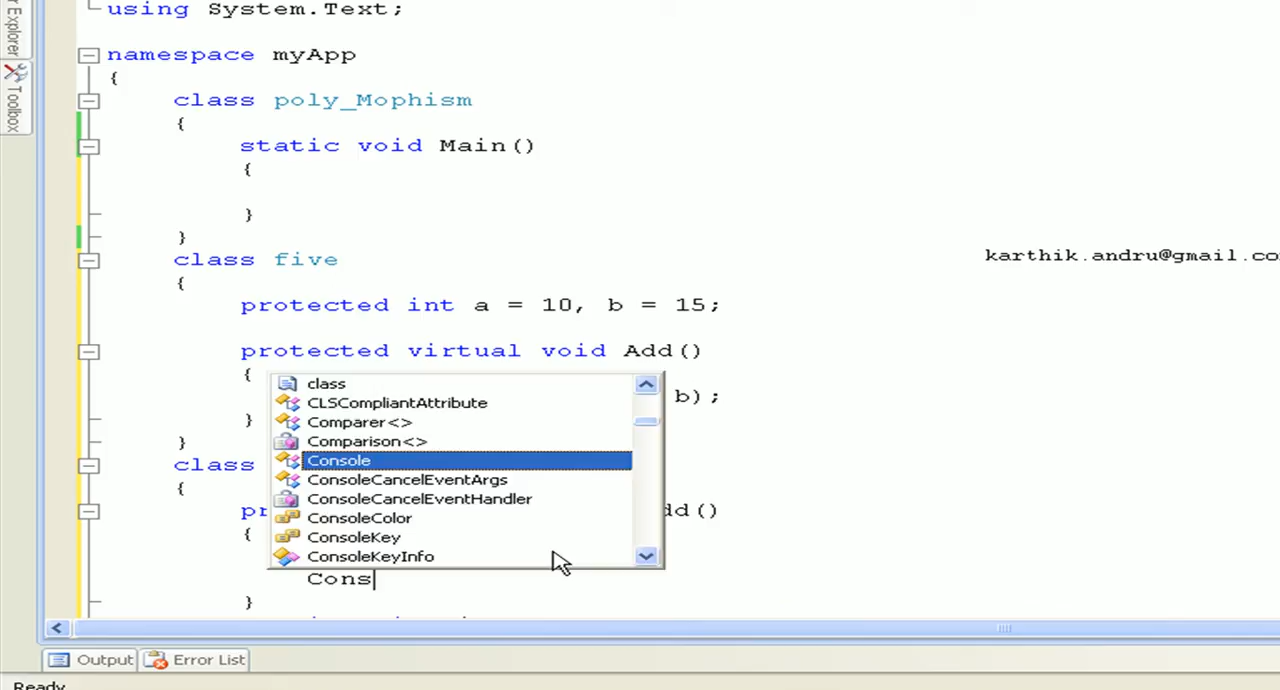 using System.Text;
namespace myApp
{
class poly_Mophism
{
static void Main()
{
}
}
class five
karthik.andru@gmail.co
{
protected int a = 10, b = 15;
protected virtual void Add()
{
b);
}
}
class
{
pr
dd()
{
class
CLSCompliantAttribute
Comparer<>
Comparison<>
Console
ConsoleCancelEventArgs
ConsoleCancelEventHandler
ConsoleColor
ConsoleKey
ConsoleKeyInfo
Cons
}
r Explorer
Toolbox
Output
Error List
Ready